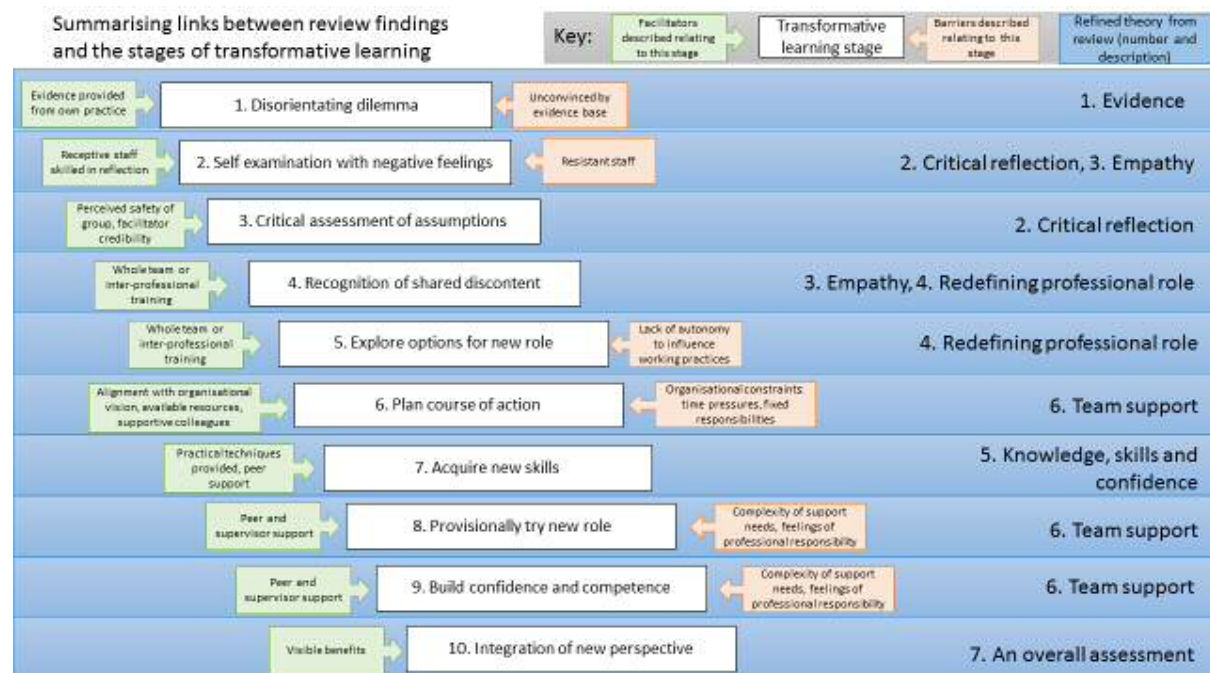 Summarising links between review findings
and the stages of transformative learning
Key:
Facilitators
described relating
to this stage
Transformative
learning stage
Barriers described
relating to this
stage
Refined theory from
review (number and
description)
Evidence provided
from own practice
1. Disorientating dilemma
Unconvinced by
evidence base
1. Evidence
Receptive staff
skilled in reflection
2. Self examination with negative feelings
Resistant staff
2. Critical reflection, 3. Empathy
Perceived safety of
group, facilitator
credibility
3. Critical assessment of assumptions
2. Critical reflection
Whole team or
inter-professional
training
4. Recognition of shared discontent
3. Empathy, 4. Redefining professional role
Whole team or
inter-professional
training
5. Explore options for new role
Lack of autonomy
to influence
working practices
4. Redefining professional role
Alignment with organisational
vision, available resources,
supportive colleagues
6. Plan course of action
Organisational constraints
time pressures, fixed
responsibilities
6. Team support
Practical techniques
provided, peer
support
7. Acquire new skills
5. Knowledge, skills and
confidence
Peer and
supervisor support
8. Provisionally try new role
Complexity of support
needs, feelings of
professional responsibility
6. Team support
Peer and
supervisor support
9. Build confidence and competence
Complexity of support
needs, feelings of
professional responsibility
6. Team support
Visible benefits
10. Integration of new perspective
7. An overall assessment